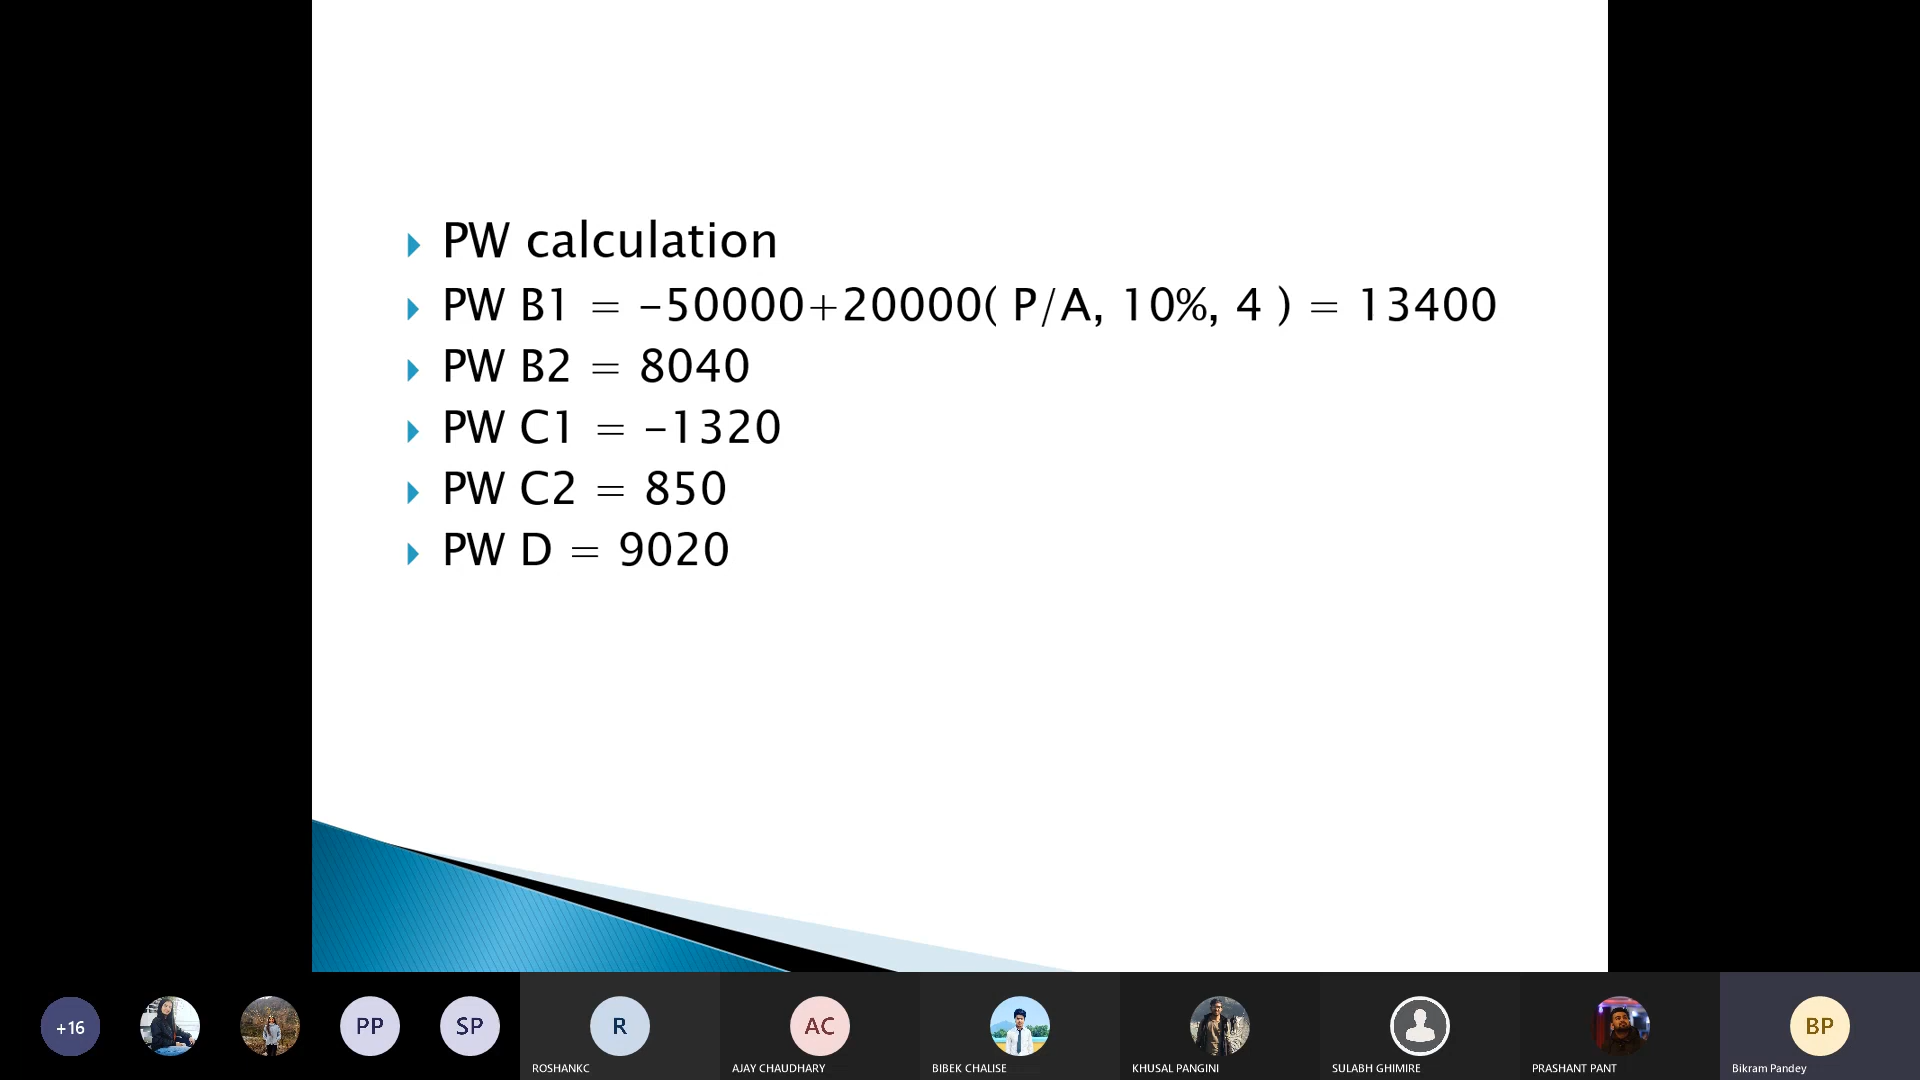 PW calculation
PW B1 = -50000+20000( P/A, 10%, 4 ) = 13400
PW B2 = 8040
PW C1 = -1320
PW C2 = 850
PW D = 9020
+16
PP
SP
R
AC
BP
ROSHANKC
AJAY CHAUDHARY
BIBEK CHALISE
KHUSAL PANGINI
SULABH GHIMIRE
PRASHANT PANT
Bikram Pandey